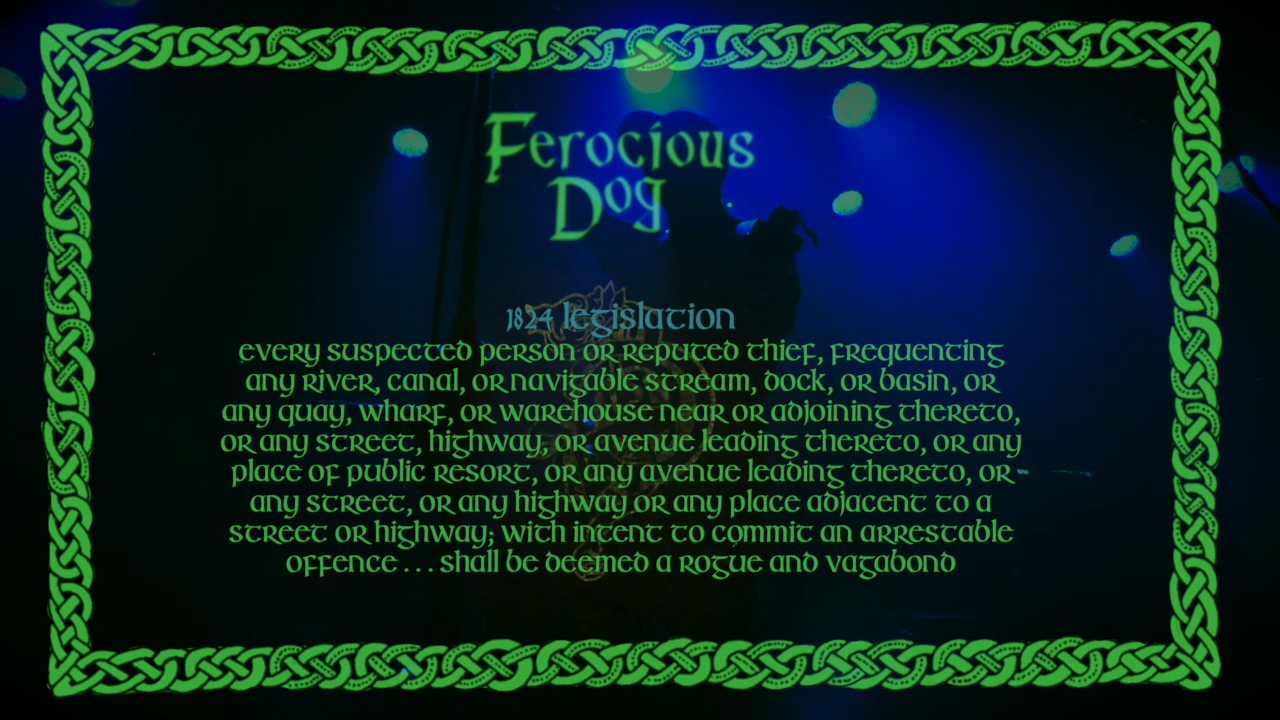 Ferocious
Dog
1824 legislation
every suspected person or reputed thief, frequenting
any river, canal, or navigable stream, dock, or basin, or
any quay, wharf, or warehouse near or adjoining thereto,
or any street, highway, or avenue leading thereto, or any
place of public resort, or any avenue leading thereto, or
any street, or any highway or any place adjacent to a
street or highway; with intent to commit an arrestable
offence . . . shall be deemed a rogue and vagabond